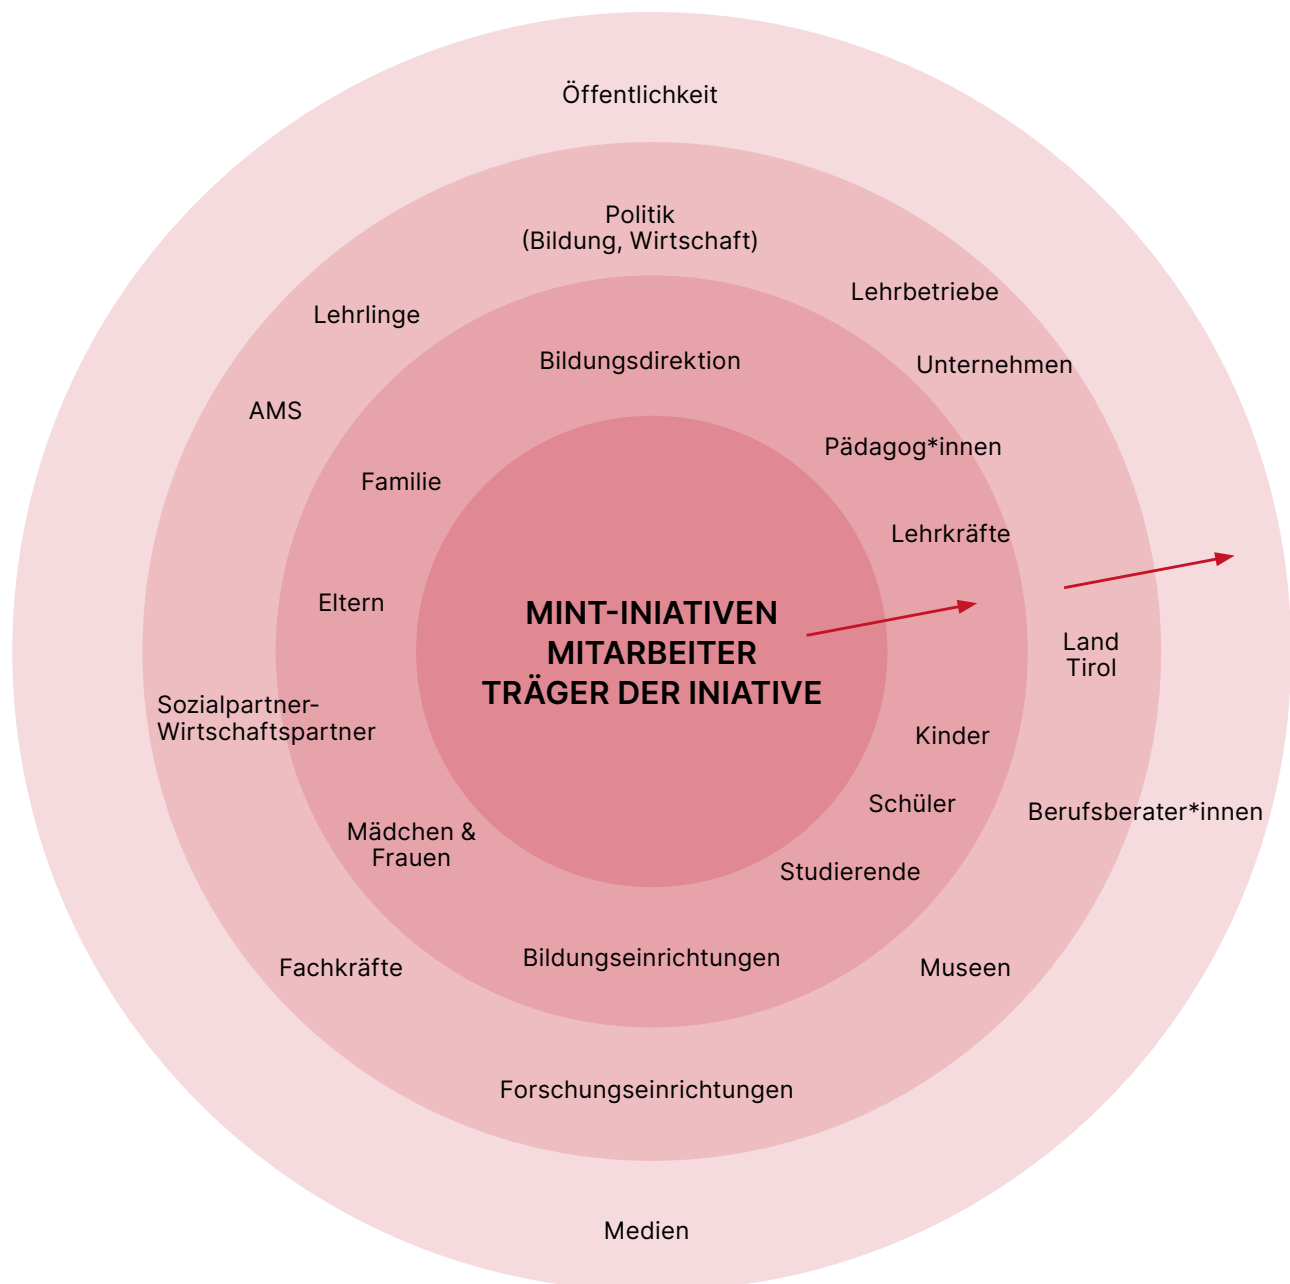 Öffentlichkeit
Politik
(Bildung, Wirtschaft)
Lehrbetriebe
Lehrlinge
Bildungsdirektion
Unternehmen
AMS
Pädagog*innen
Familie
Lehrkräfte
Eltern
MINT-INIATIVEN
MITARBEITER
TRÄGER DER INIATIVE
Land
Tirol
Sozialpartner-
Wirtschaftspartner
Kinder
Schüler
Berufsberater*innen
Mädchen &
Frauen
Studierende
Bildungseinrichtungen
Fachkräfte
Museen
Forschungseinrichtungen
Medien